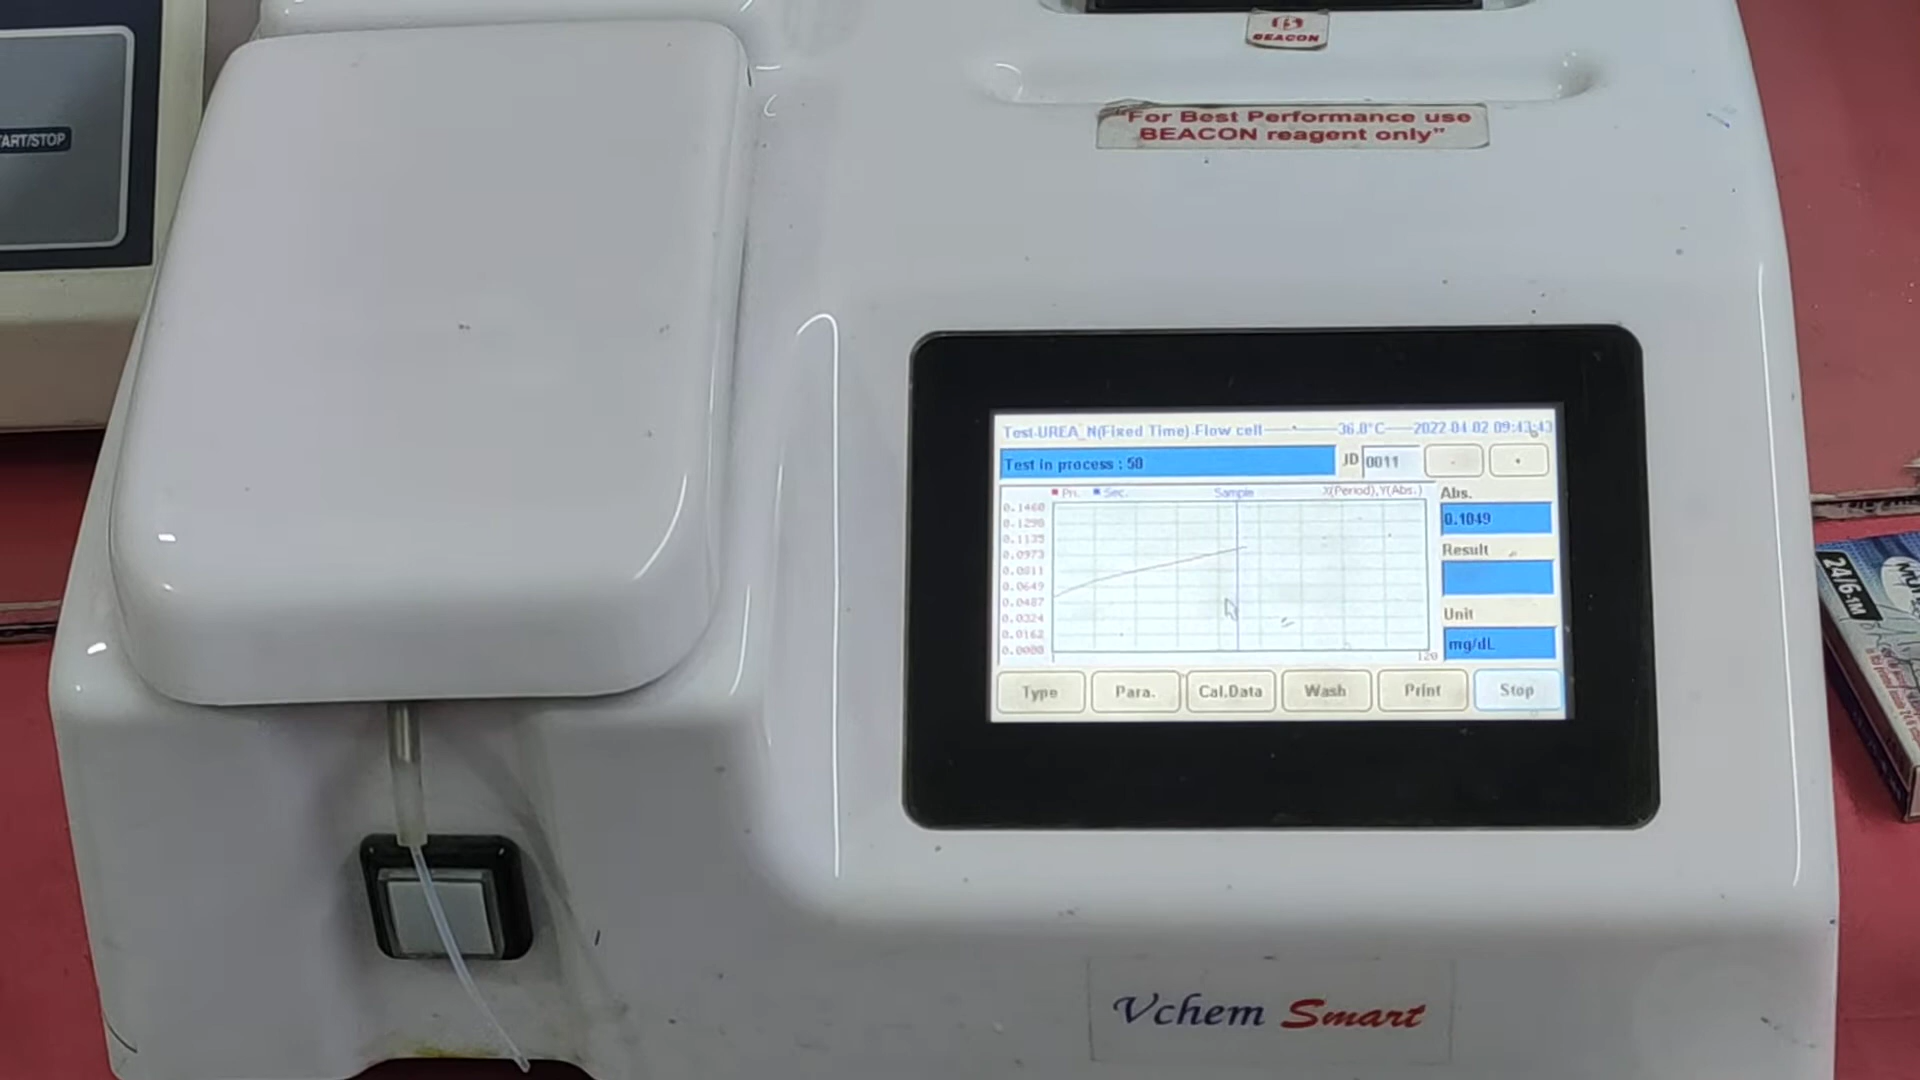 ART/STOP
BEACON
"For Best Performance use
BEACON reagent only"
Test-UREA_N(Fixed Time)-Flow cell 36.0°C 2022-04-02 09:43:43
Test in process : 58
ID 0011
Pri. Sec. Sample X(Period),Y(Abs.)
0.1460
0.1298
0.1135
0.0973
0.0811
0.0649
0.0487
0.0324
0.0162
0.0000
120
Abs.
0.1049
Result
Unit
mg/dL
Type Para. Cal.Data Wash Print Stop
24/6-1M
Vchem Smart